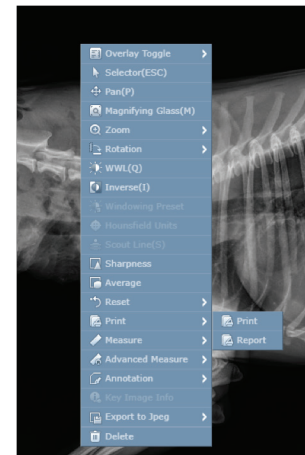 Overlay Toggle
Selector(ESC)
Pan(P)
Magnifying Glass(M)
Zoom
Rotation
WWL(Q)
Inverse(I)
Windowing Preset
Hounsfield Units
Scout Line(S)
Sharpness
Average
Reset
Print
Print
Measure
Report
Advanced Measure
Annotation
Key Image Info
Export to Jpeg
Delete